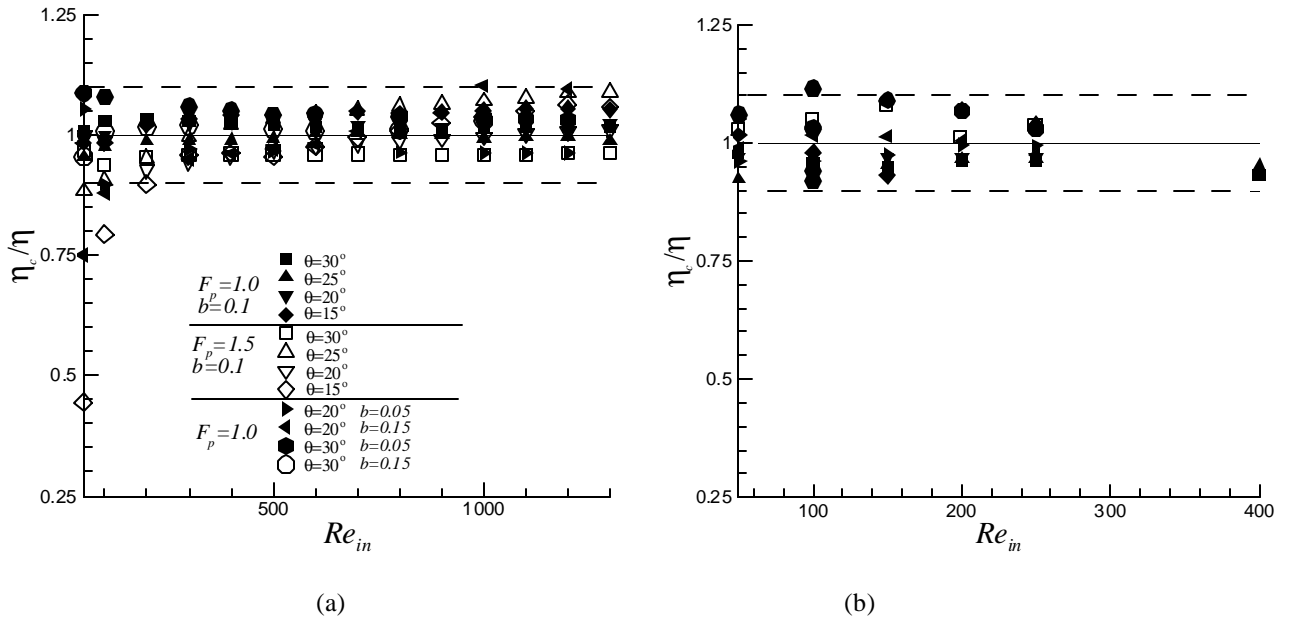 1.25
1
0.75
0.5
0.25
η_c/η
500
1000
Re_in
F_p=1.0
b=0.1
θ=30°
θ=25°
θ=20°
θ=15°
F_p=1.5
b=0.1
θ=30°
θ=25°
θ=20°
θ=15°
F_p=1.0
θ=20° b=0.05
θ=20° b=0.15
θ=30° b=0.05
θ=30° b=0.15
(a)
1.25
1
0.75
0.5
0.25
η_c/η
100
200
300
400
Re_in
(b)